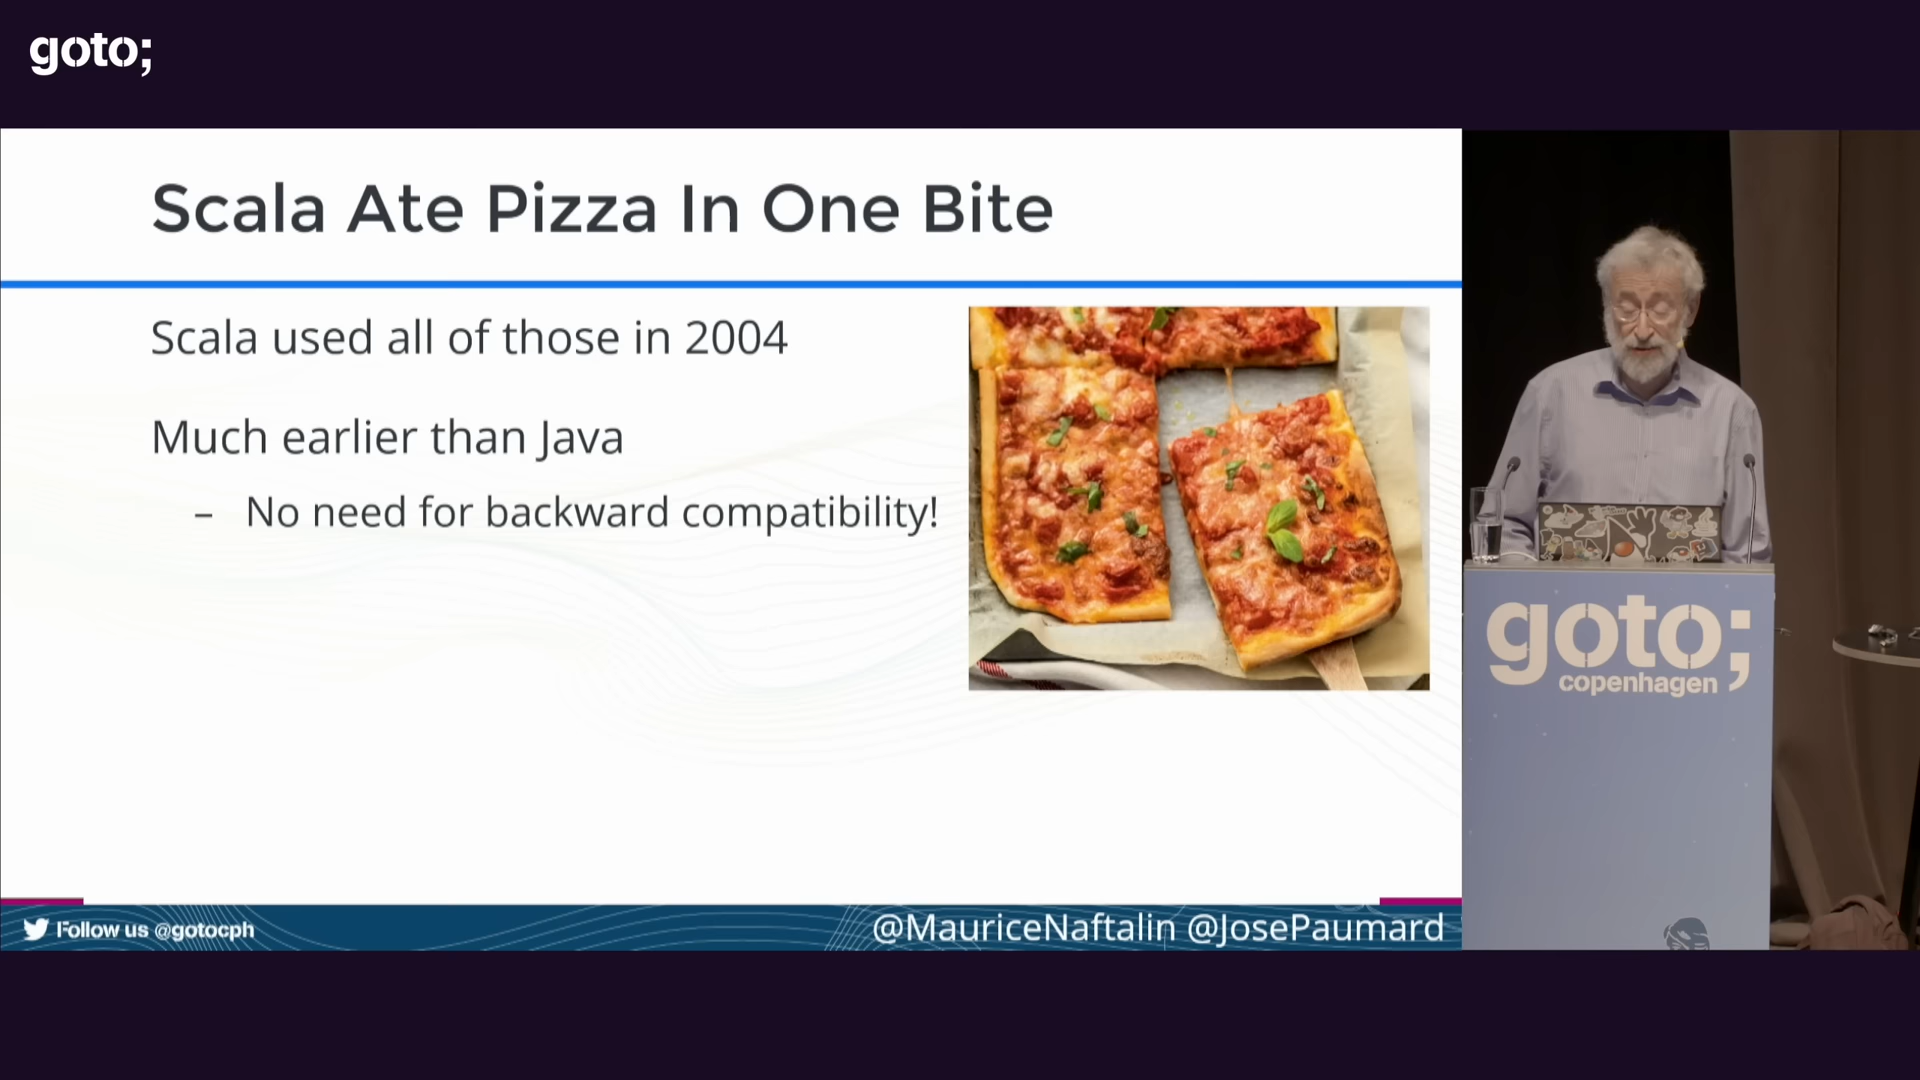 goto;
Scala Ate Pizza In One Bite
Scala used all of those in 2004
Much earlier than Java
– No need for backward compatibility!
Follow us @gotocph
@MauriceNaftalin @JosePaumard
goto;
copenhagen